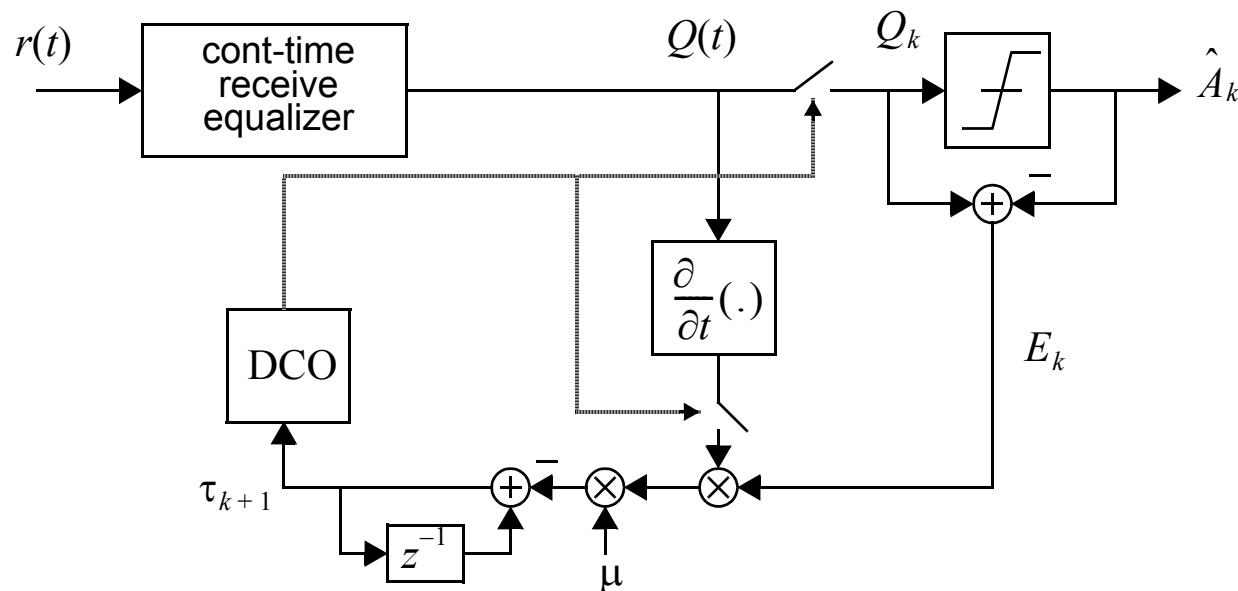 r(t)
cont-time
receive
equalizer
Q(t)
Q_k
Â_k
−
∂/∂t (.)
DCO
E_k
−
τ_{k+1}
z^{−1}
μ